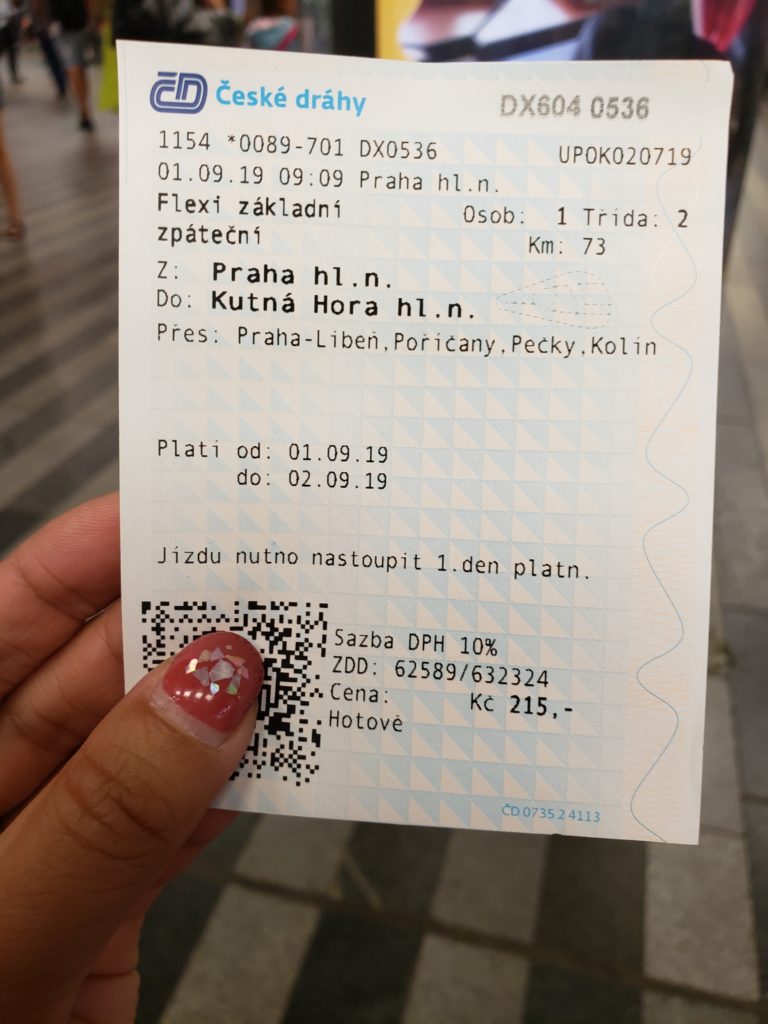 ČD České dráhy DX604 0536
1154 *0089-701 DX0536 UPOK020719
01.09.19 09:09 Praha hl.n.
Flexi základní Osob: 1 Třída: 2
zpáteční Km: 73
Z: Praha hl.n.
Do: Kutná Hora hl.n.
Přes: Praha-Libeň,Poříčany,Pečky,Kolín
Platí od: 01.09.19
do: 02.09.19
Jízdu nutno nastoupit 1.den platn.
Sazba DPH 10%
ZDD: 62589/632324
Cena: Kč 215,-
Hotově
ČD 0735 2 4113